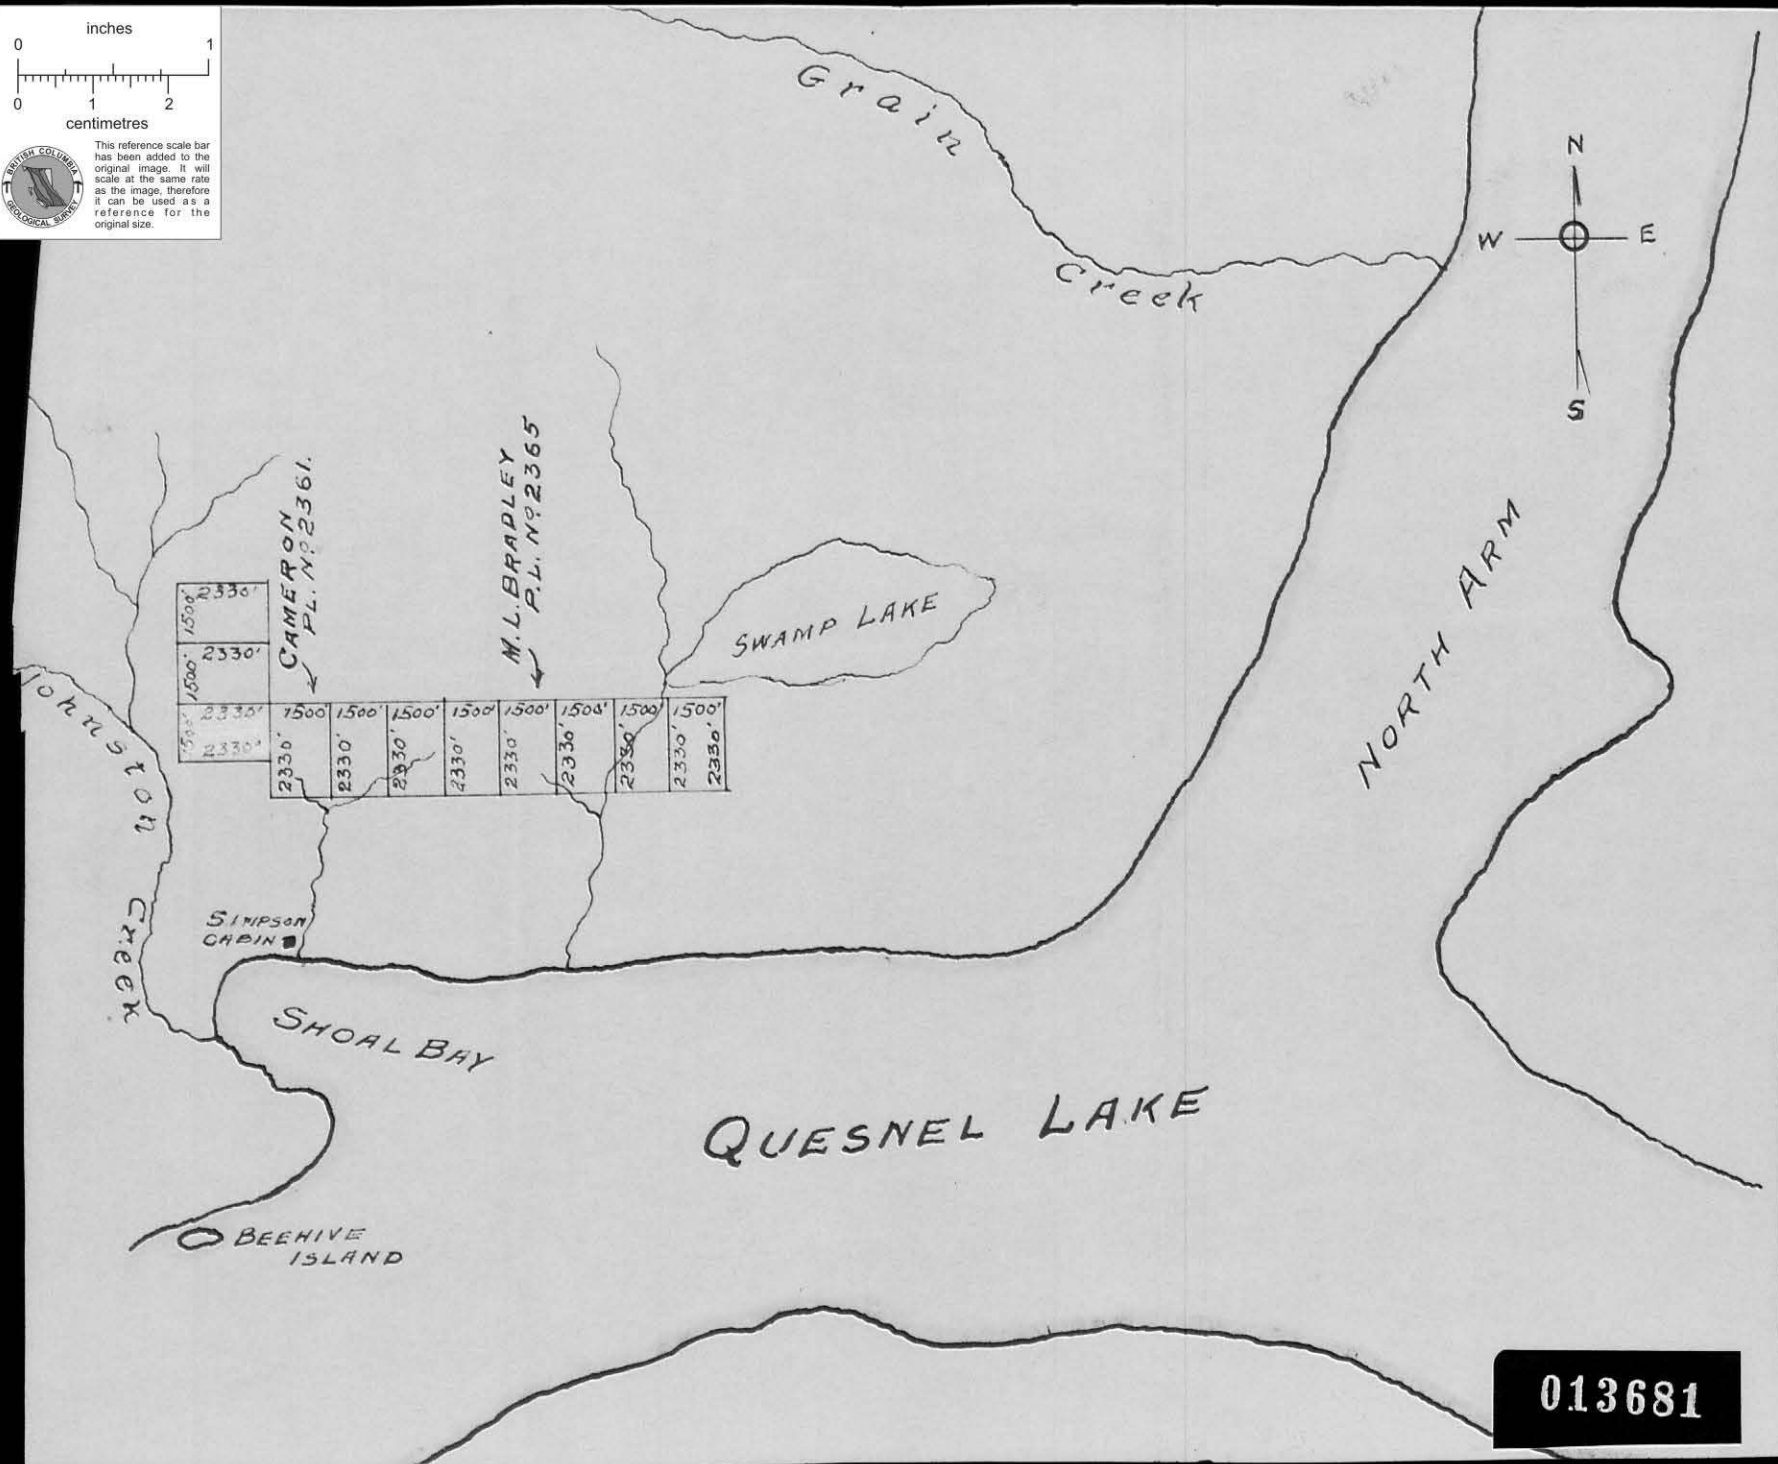 inches
0 1
0 1 2
centimetres
This reference scale bar
has been added to the
original image. It will
scale at the same rate
as the image, therefore
it can be used as a
reference for the
original size.
BRITISH COLUMBIA
GEOLOGICAL SURVEY
Grain
Creek
N
W E
S
CAMERON
PL. Nº 2361.
M.L. BRADLEY
P.L. Nº 2365
2330'
1500'
2330'
1500'
2330'
1500'
2330'
1500' 1500' 1500' 1500' 1500' 1500' 1500' 1500'
2330' 2330' 2330' 2330' 2330' 2330' 2330' 2330' 2330'
SWAMP LAKE
NORTH ARM
Johnston Creek
SIMPSON
CABIN
SHOAL BAY
QUESNEL LAKE
BEEHIVE
ISLAND
013681